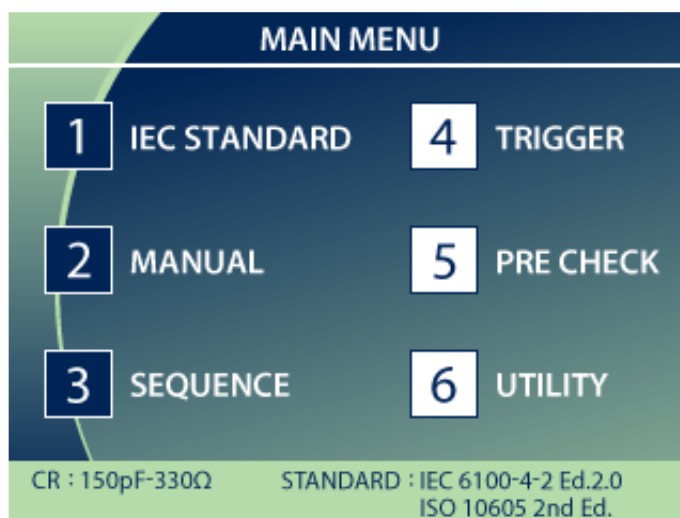 MAIN MENU
1 IEC STANDARD
2 MANUAL
3 SEQUENCE
4 TRIGGER
5 PRE CHECK
6 UTILITY
CR : 150pF-330Ω
STANDARD : IEC 6100-4-2 Ed.2.0
ISO 10605 2nd Ed.